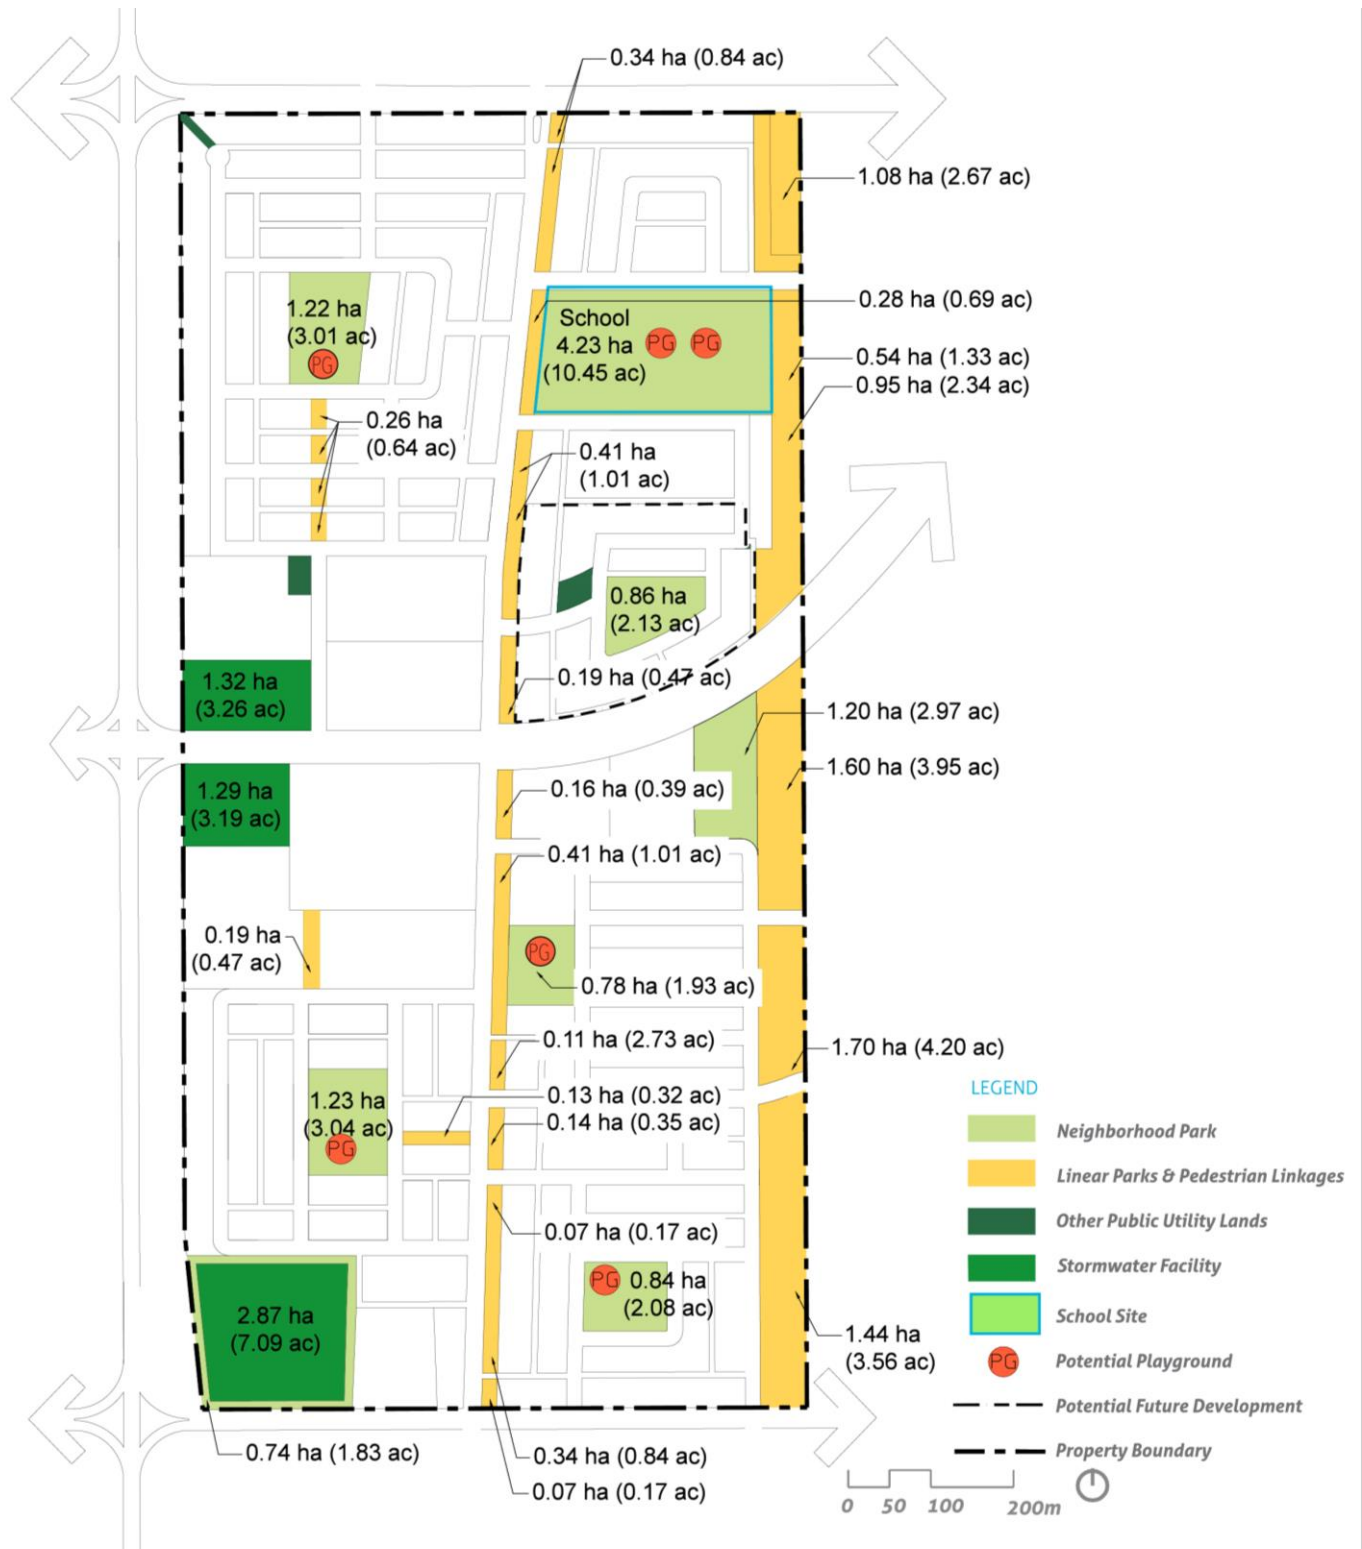 0.34 ha (0.84 ac)
1.08 ha (2.67 ac)
0.28 ha (0.69 ac)
1.22 ha
(3.01 ac)
PG
School
4.23 ha
(10.45 ac)
PG
PG
0.54 ha (1.33 ac)
0.95 ha (2.34 ac)
0.26 ha
(0.64 ac)
0.41 ha
(1.01 ac)
0.86 ha
(2.13 ac)
0.19 ha (0.47 ac)
1.32 ha
(3.26 ac)
1.20 ha (2.97 ac)
1.60 ha (3.95 ac)
1.29 ha
(3.19 ac)
0.16 ha (0.39 ac)
0.41 ha (1.01 ac)
0.19 ha
(0.47 ac)
PG
0.78 ha (1.93 ac)
0.11 ha (2.73 ac)
1.70 ha (4.20 ac)
0.13 ha (0.32 ac)
0.14 ha (0.35 ac)
1.23 ha
(3.04 ac)
PG
0.07 ha (0.17 ac)
PG
0.84 ha
(2.08 ac)
2.87 ha
(7.09 ac)
1.44 ha
(3.56 ac)
0.74 ha (1.83 ac)
0.34 ha (0.84 ac)
0.07 ha (0.17 ac)
LEGEND
Neighborhood Park
Linear Parks & Pedestrian Linkages
Other Public Utility Lands
Stormwater Facility
School Site
PG
Potential Playground
Potential Future Development
Property Boundary
0 50 100 200m